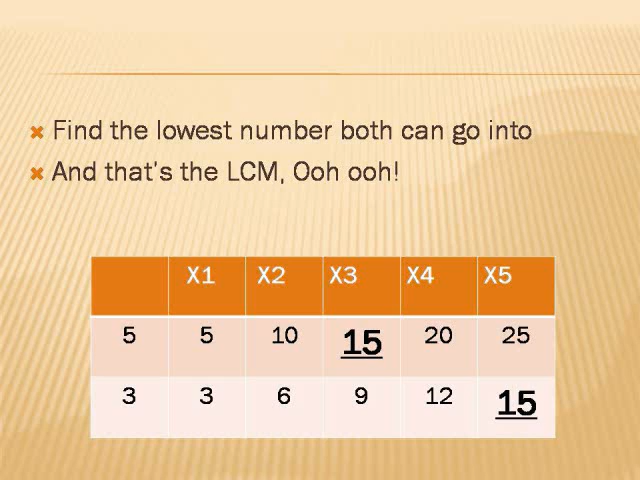 Find the lowest number both can go into
And that's the LCM, Ooh ooh!
X1 X2 X3 X4 X5
5 5 10 15 20 25
3 3 6 9 12 15